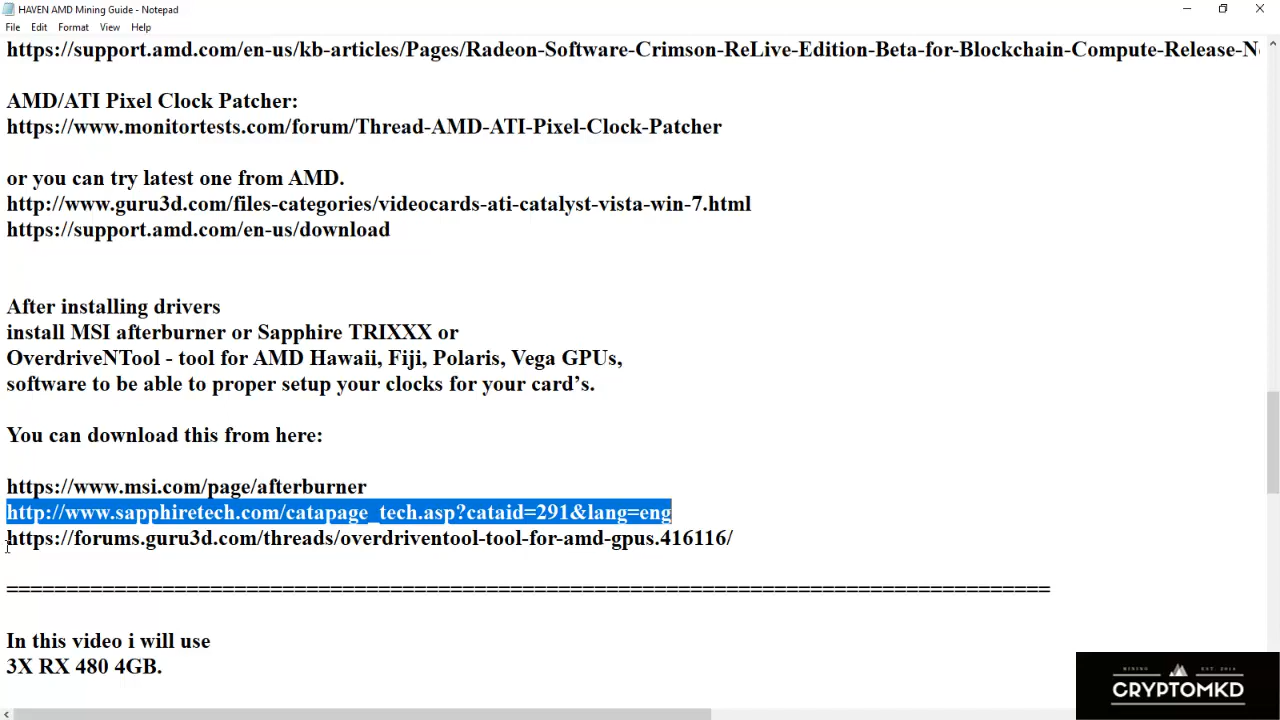 HAVEN AMD Mining Guide - Notepad
File Edit Format View Help
https://support.amd.com/en-us/kb-articles/Pages/Radeon-Software-Crimson-ReLive-Edition-Beta-for-Blockchain-Compute-Release-N
AMD/ATI Pixel Clock Patcher:
https://www.monitortests.com/forum/Thread-AMD-ATI-Pixel-Clock-Patcher
or you can try latest one from AMD.
http://www.guru3d.com/files-categories/videocards-ati-catalyst-vista-win-7.html
https://support.amd.com/en-us/download
After installing drivers
install MSI afterburner or Sapphire TRIXXX or
OverdriveNTool - tool for AMD Hawaii, Fiji, Polaris, Vega GPUs,
software to be able to proper setup your clocks for your card’s.
You can download this from here:
https://www.msi.com/page/afterburner
http://www.sapphiretech.com/catapage_tech.asp?cataid=291&lang=eng
https://forums.guru3d.com/threads/overdriventool-tool-for-amd-gpus.416116/
=======================================================================================
In this video i will use
3X RX 480 4GB.
MINING EST. 2016
CRYPTOMKD